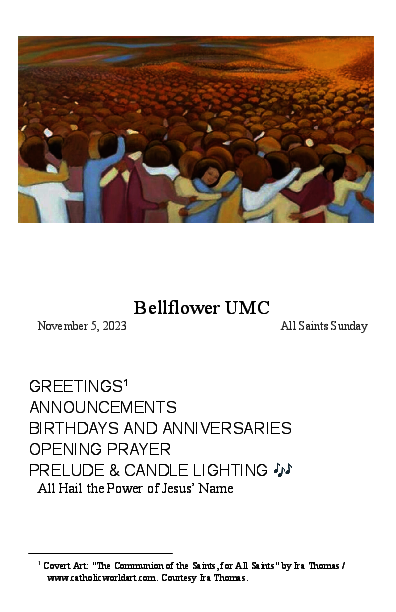 Bellflower UMC
November 5, 2023 All Saints Sunday
GREETINGS¹
ANNOUNCEMENTS
BIRTHDAYS AND ANNIVERSARIES
OPENING PRAYER
PRELUDE & CANDLE LIGHTING 🎶
All Hail the Power of Jesus’ Name
¹ Covert Art: "The Communion of the Saints, for All Saints" by Ira Thomas /
www.catholicworldart.com. Courtesy Ira Thomas.